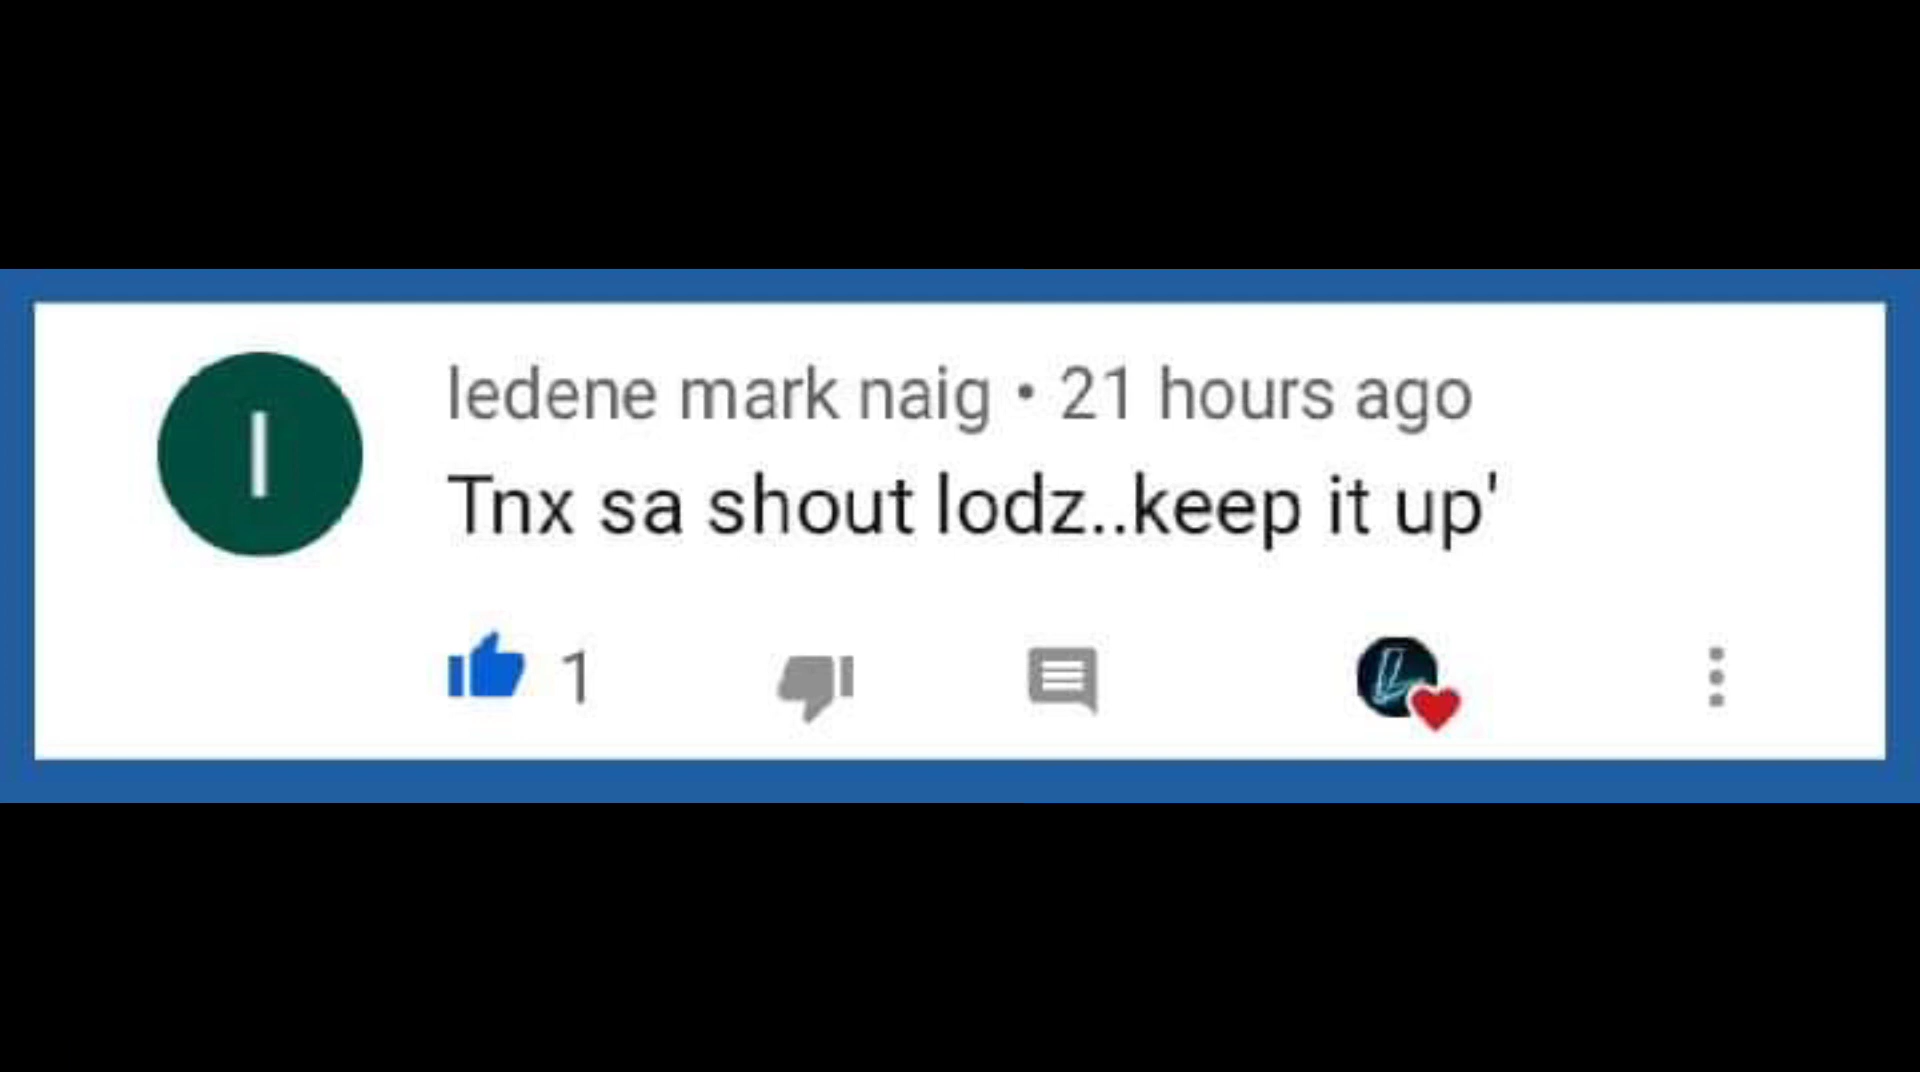 I
ledene mark naig • 21 hours ago
Tnx sa shout lodz..keep it up'
1
L